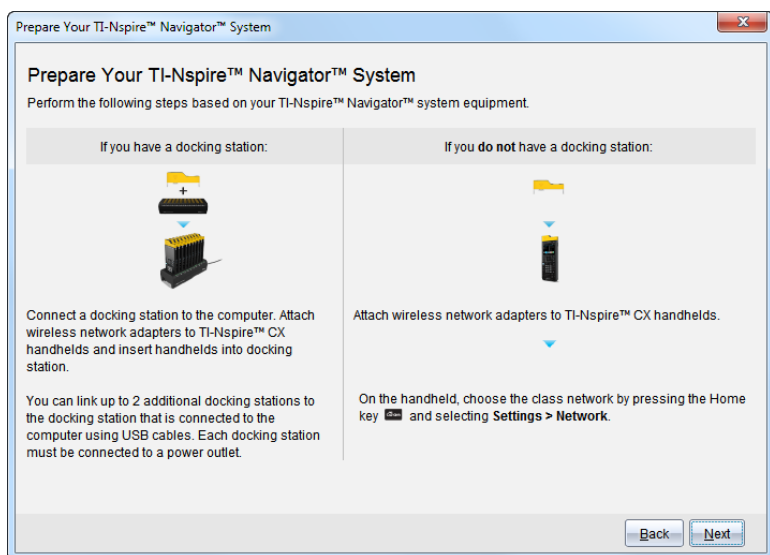 Prepare Your TI-Nspire™ Navigator™ System
Prepare Your TI-Nspire™ Navigator™ System
Perform the following steps based on your TI-Nspire™ Navigator™ system equipment.
If you have a docking station:
Connect a docking station to the computer. Attach
wireless network adapters to TI-Nspire™ CX
handhelds and insert handhelds into docking
station.
You can link up to 2 additional docking stations to
the docking station that is connected to the
computer using USB cables. Each docking station
must be connected to a power outlet.
If you do not have a docking station:
Attach wireless network adapters to TI-Nspire™ CX handhelds.
On the handheld, choose the class network by pressing the Home
key and selecting Settings > Network.
Back Next